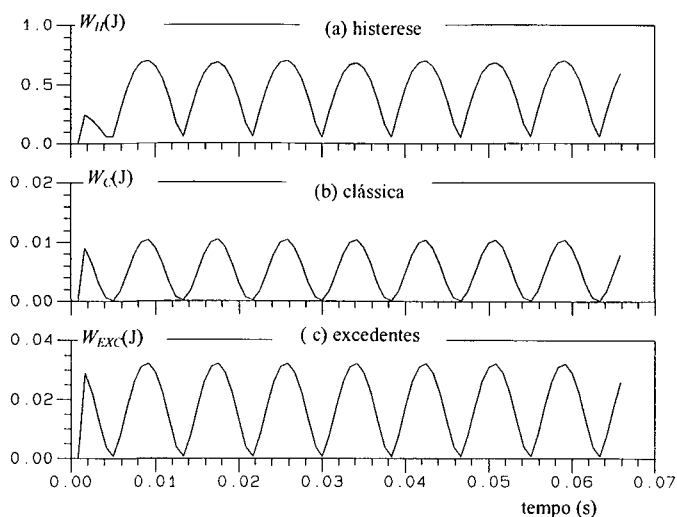 W_H(J)
(a) histerese
1.0
0.5
0.0
0.02
W_C(J)
(b) clássica
0.01
0.00
0.04
W_EXC(J)
( c) excedentes
0.02
0.00
0.00 0.01 0.02 0.03 0.04 0.05 0.06 0.07
tempo (s)